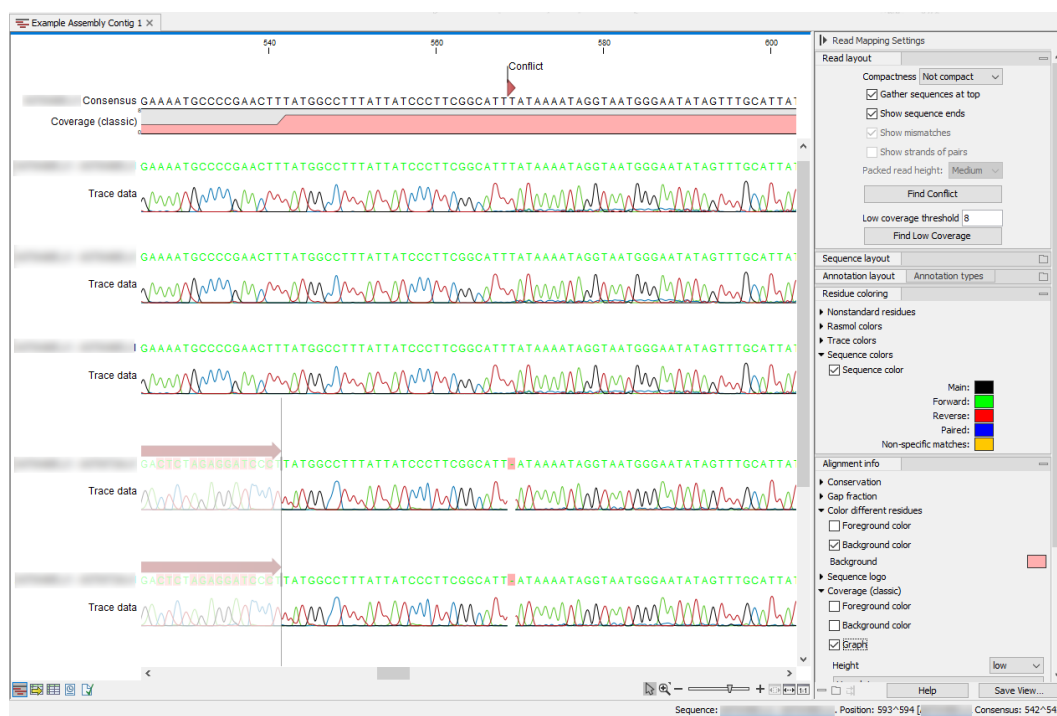 Example Assembly Contig 1
540 560 580 600
Conflict
Consensus GAAAATGCCCCGAACTTTATGGCCTTTATTATCCCTTCGGCATTTATAAAATAGGTAATGGGAATATAGTTTGCATTAT
Coverage (classic)
0
GAAAATGCCCCGAACTTTATGGCCTTTATTATCCCTTCGGCATTTATAAAATAGGTAATGGGAATATAGTTTGCATTAT
Trace data
GAAAATGCCCCGAACTTTATGGCCTTTATTATCCCTTCGGCATTTATAAAATAGGTAATGGGAATATAGTTTGCATTAT
Trace data
GAAAATGCCCCGAACTTTATGGCCTTTATTATCCCTTCGGCATTTATAAAATAGGTAATGGGAATATAGTTTGCATTAT
Trace data
GACTCTAGAGGATCCCCTTATGGCCTTTATTATCCCTTCGGCATT-ATAAAATAGGTAATGGGAATATAGTTTGCATTAT
Trace data
GACTCTAGAGGATCCCCTTATGGCCTTTATTATCCCTTCGGCATT-ATAAAATAGGTAATGGGAATATAGTTTGCATTAT
Trace data
Read Mapping Settings
Read layout
Compactness Not compact
Gather sequences at top
Show sequence ends
Show mismatches
Show strands of pairs
Packed read height: Medium
Find Conflict
Low coverage threshold 8
Find Low Coverage
Sequence layout
Annotation layout Annotation types
Residue coloring
Nonstandard residues
Rasmol colors
Trace colors
Sequence colors
Sequence color
Main:
Forward:
Reverse:
Paired:
Non-specific matches:
Alignment info
Conservation
Gap fraction
Color different residues
Foreground color
Background color
Background
Sequence logo
Coverage (classic)
Foreground color
Background color
Graph
Height low
1:1
Help Save View...
Sequence: . Position: 593^594 [ Consensus: 542^54